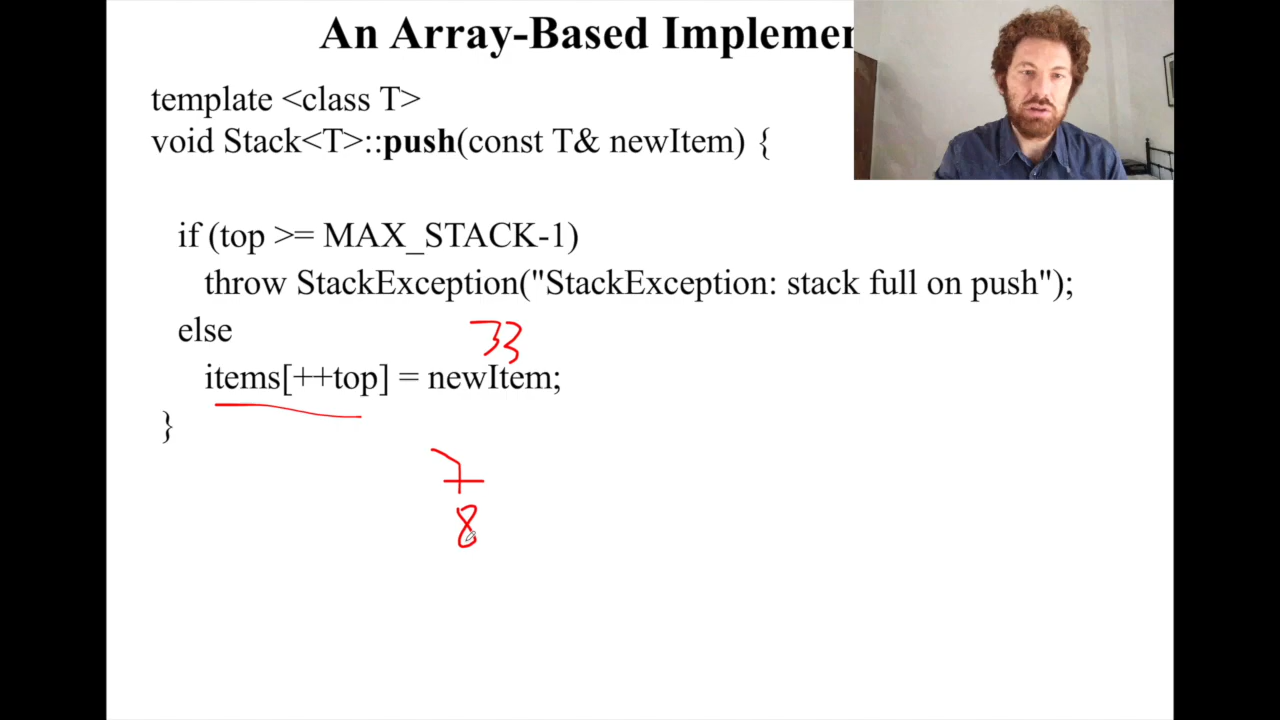 An Array-Based Implemen
template <class T>
void Stack<T>::push(const T& newItem) {
if (top >= MAX_STACK-1)
throw StackException("StackException: stack full on push");
else
33
items[++top] = newItem;
}
7
8